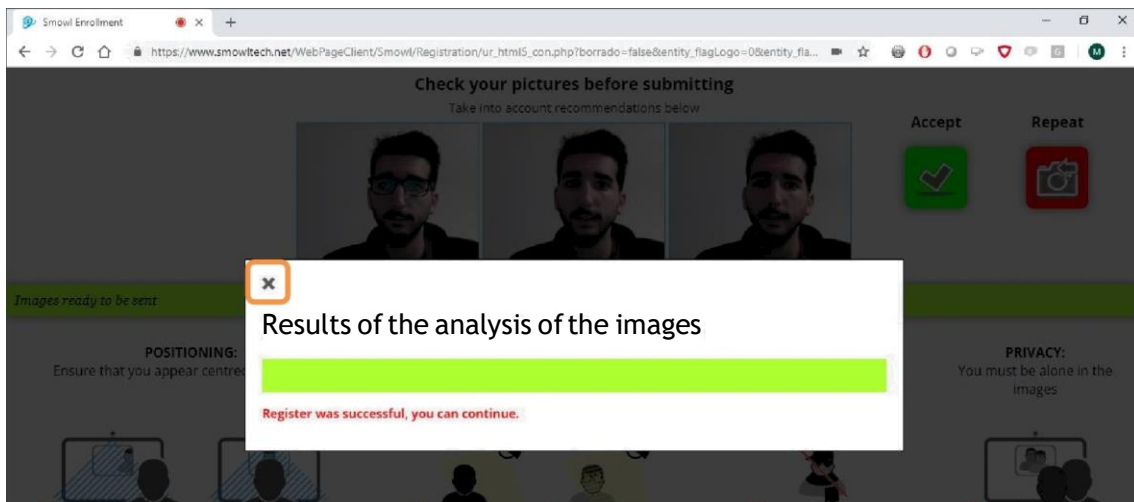 Smowl Enrollment
https://www.smowltech.net/WebPageClient/Smowl/Registration/ur_html5_con.php?borrado=false&entity_flagLogo=0&entity_fla...
M
Check your pictures before submitting
Take into account recommendations below
Accept
Repeat
Images ready to be sent
Results of the analysis of the images
Register was successful, you can continue.
POSITIONING:
Ensure that you appear centred
PRIVACY:
You must be alone in the
images